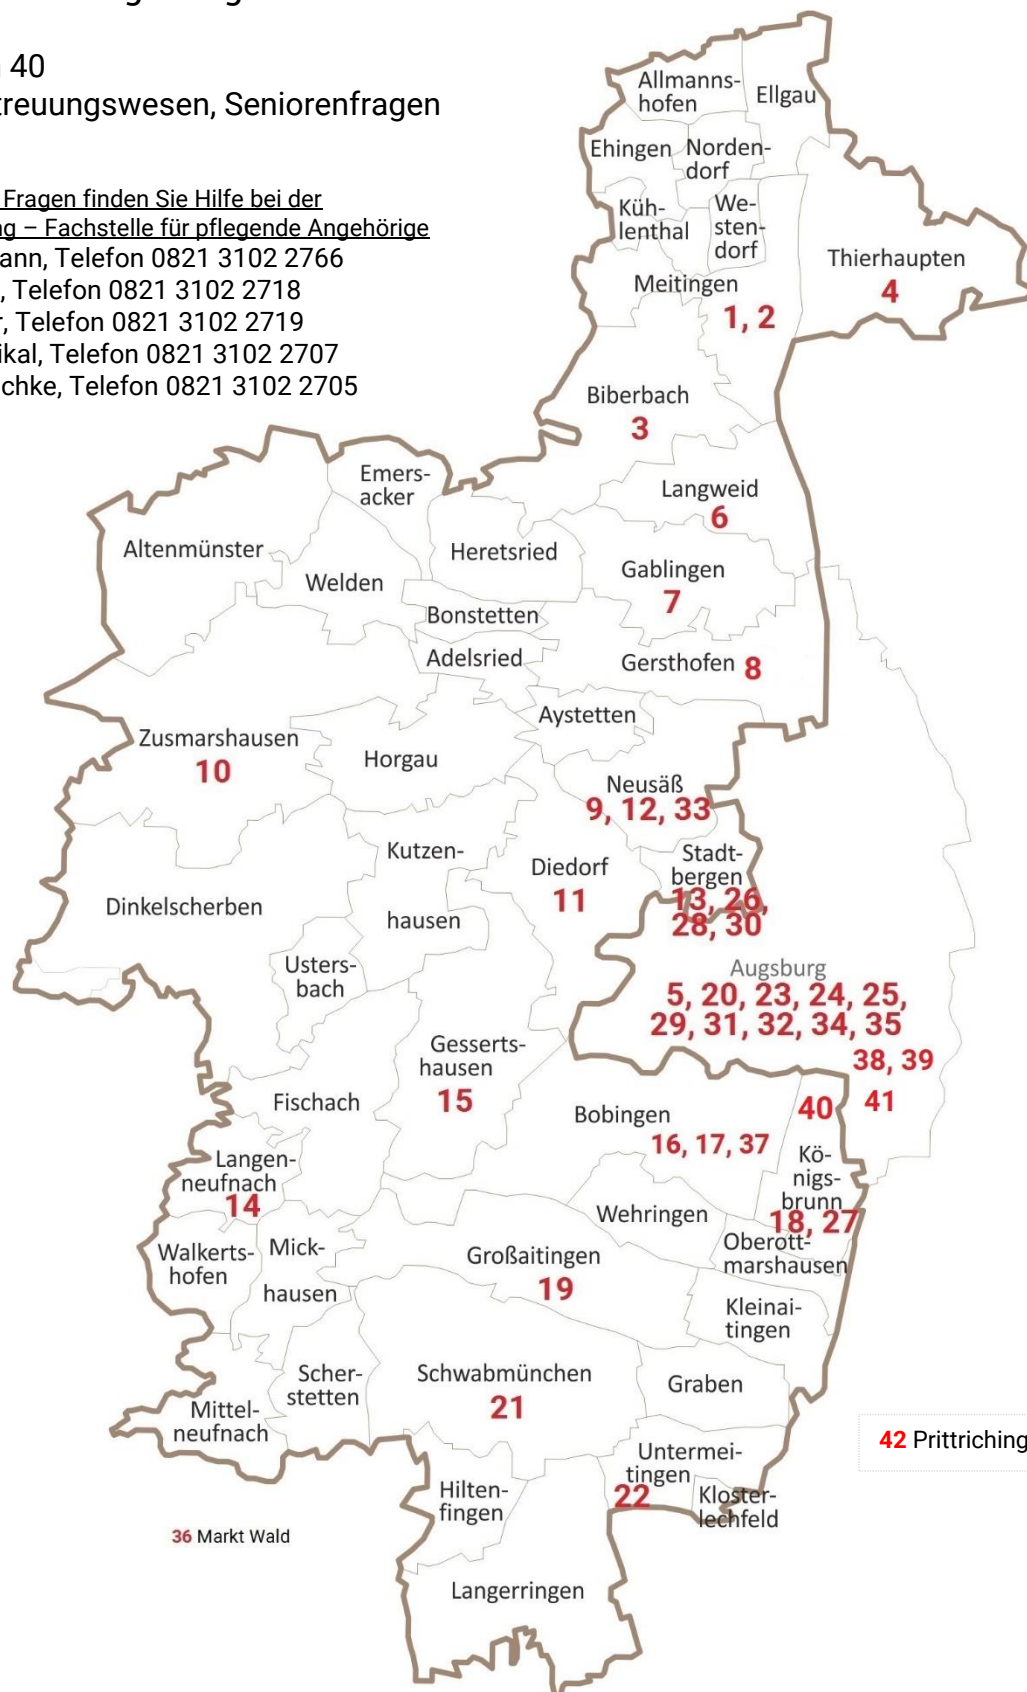 40
treuungswesen, Seniorenfragen
Fragen finden Sie Hilfe bei der
ng – Fachstelle für pflegende Angehörige
ann, Telefon 0821 3102 2766
, Telefon 0821 3102 2718
r, Telefon 0821 3102 2719
ikal, Telefon 0821 3102 2707
schke, Telefon 0821 3102 2705
Allmanns-
hofen
Ellgau
Ehingen
Norden-
dorf
Küh-
lenthal
We-
sten-
dorf
Meitingen
1, 2
Thierhaupten
4
Biberbach
3
Emers-
acker
Langweid
6
Altenmünster
Heretsried
Gablingen
7
Welden
Bonstetten
Adelsried
Gersthofen 8
Aystetten
Zusmarshausen
10
Horgau
Neusäß
9, 12, 33
Kutzen-
hausen
Diedorf
11
Stadt-
bergen
13, 26,
28, 30
Dinkelscherben
Usters-
bach
Augsburg
5, 20, 23, 24, 25,
29, 31, 32, 34, 35
38, 39
41
Gesserts-
hausen
15
Fischach
Bobingen
16, 17, 37
40
Kö-
nigs-
brunn
18, 27
Langen-
neufnach
14
Wehringen
Oberott-
marshausen
Walkerts-
hofen
Mick-
hausen
Großaitingen
19
Kleinai-
tingen
Scher-
stetten
Schwabmünchen
21
Graben
Mittel-
neufnach
42 Prittriching
Untermei-
tingen
22
Kloster-
lechfeld
Hilten-
fingen
36 Markt Wald
Langerringen